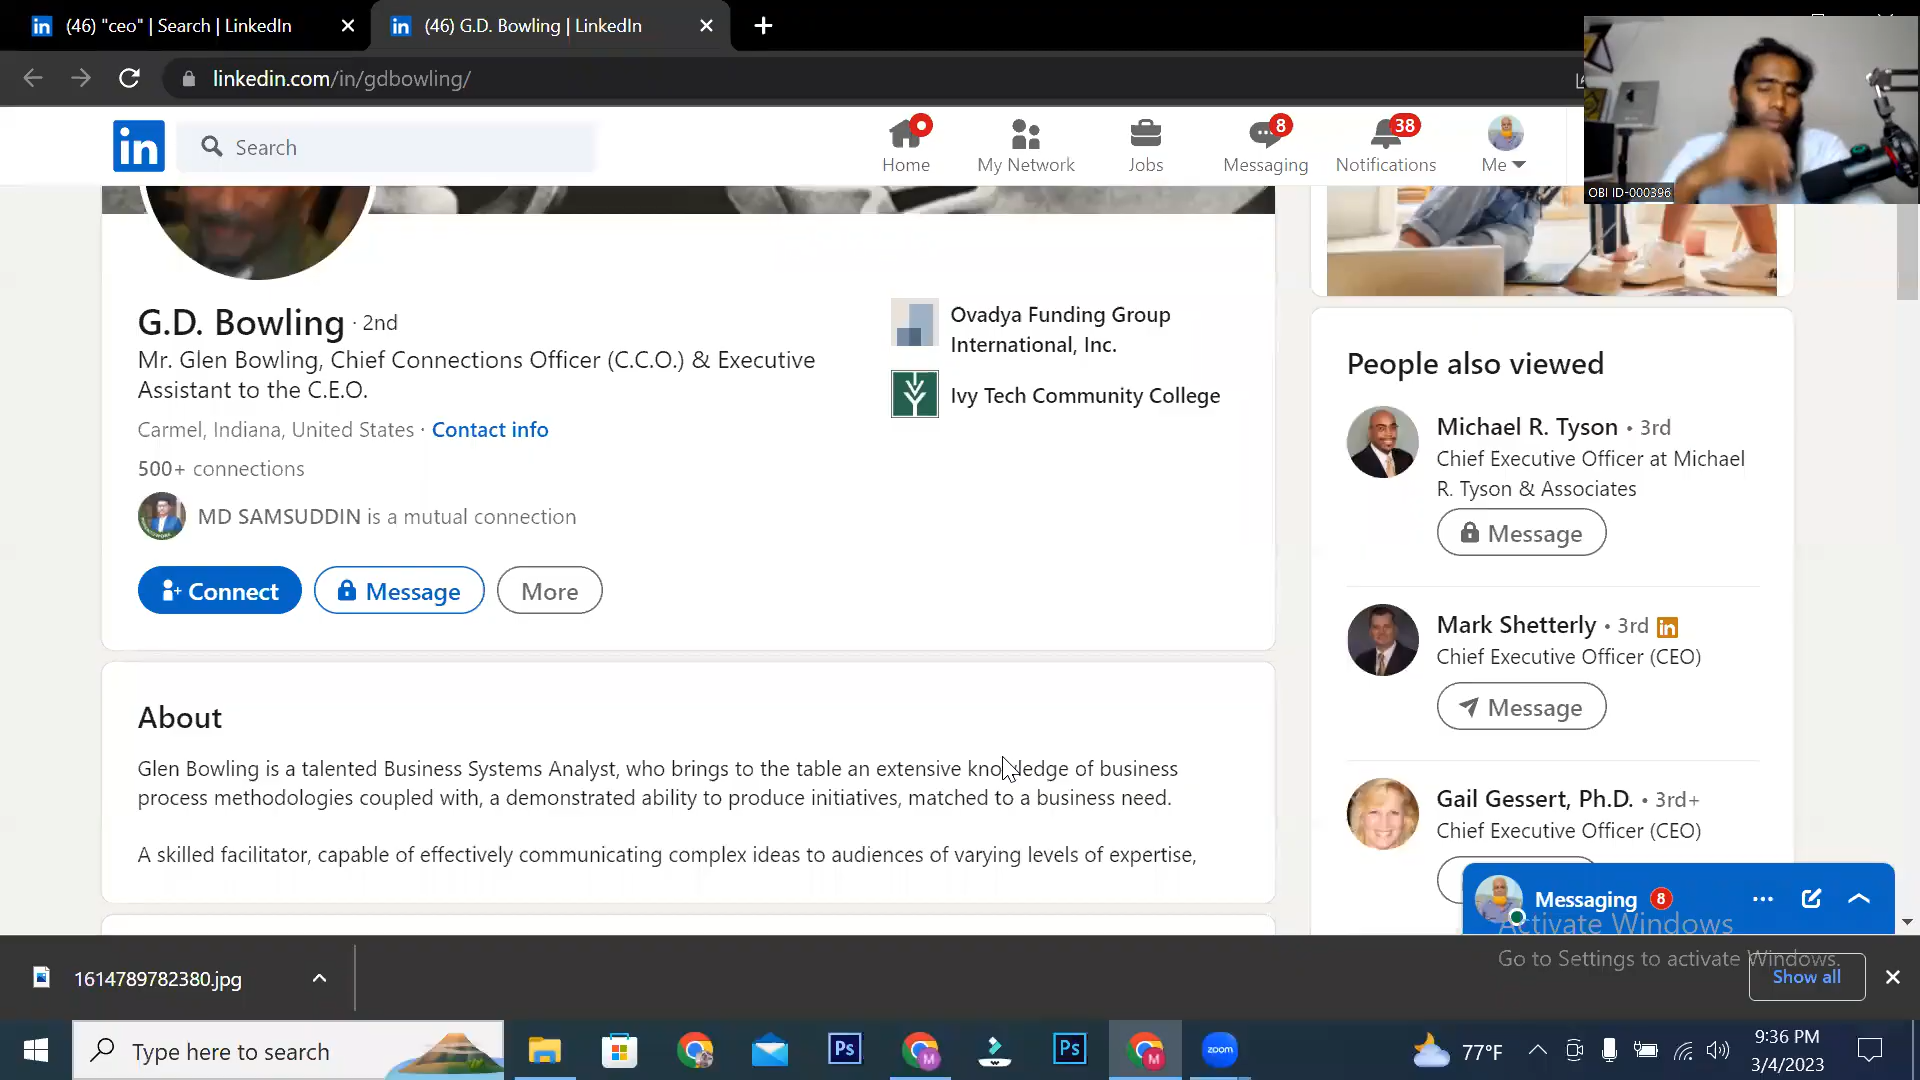 (46) "ceo" | Search | LinkedIn
(46) G.D. Bowling | LinkedIn
linkedin.com/in/gdbowling/
in
Search
Home
My Network
Jobs
8
Messaging
38
Notifications
Me
OBI ID-000396
G.D. Bowling · 2nd
Mr. Glen Bowling, Chief Connections Officer (C.C.O.) & Executive
Assistant to the C.E.O.
Carmel, Indiana, United States · Contact info
500+ connections
MD SAMSUDDIN is a mutual connection
Connect
Message
More
Ovadya Funding Group
International, Inc.
Ivy Tech Community College
About
Glen Bowling is a talented Business Systems Analyst, who brings to the table an extensive knowledge of business
process methodologies coupled with, a demonstrated ability to produce initiatives, matched to a business need.
A skilled facilitator, capable of effectively communicating complex ideas to audiences of varying levels of expertise,
People also viewed
Michael R. Tyson • 3rd
Chief Executive Officer at Michael
R. Tyson & Associates
Message
Mark Shetterly • 3rd in
Chief Executive Officer (CEO)
Message
Gail Gessert, Ph.D. • 3rd+
Chief Executive Officer (CEO)
Messaging 8
Activate Windows
Go to Settings to activate Windows.
1614789782380.jpg
Show all
Type here to search
Ps
M
Ps
M
zoom
77°F
9:36 PM
3/4/2023